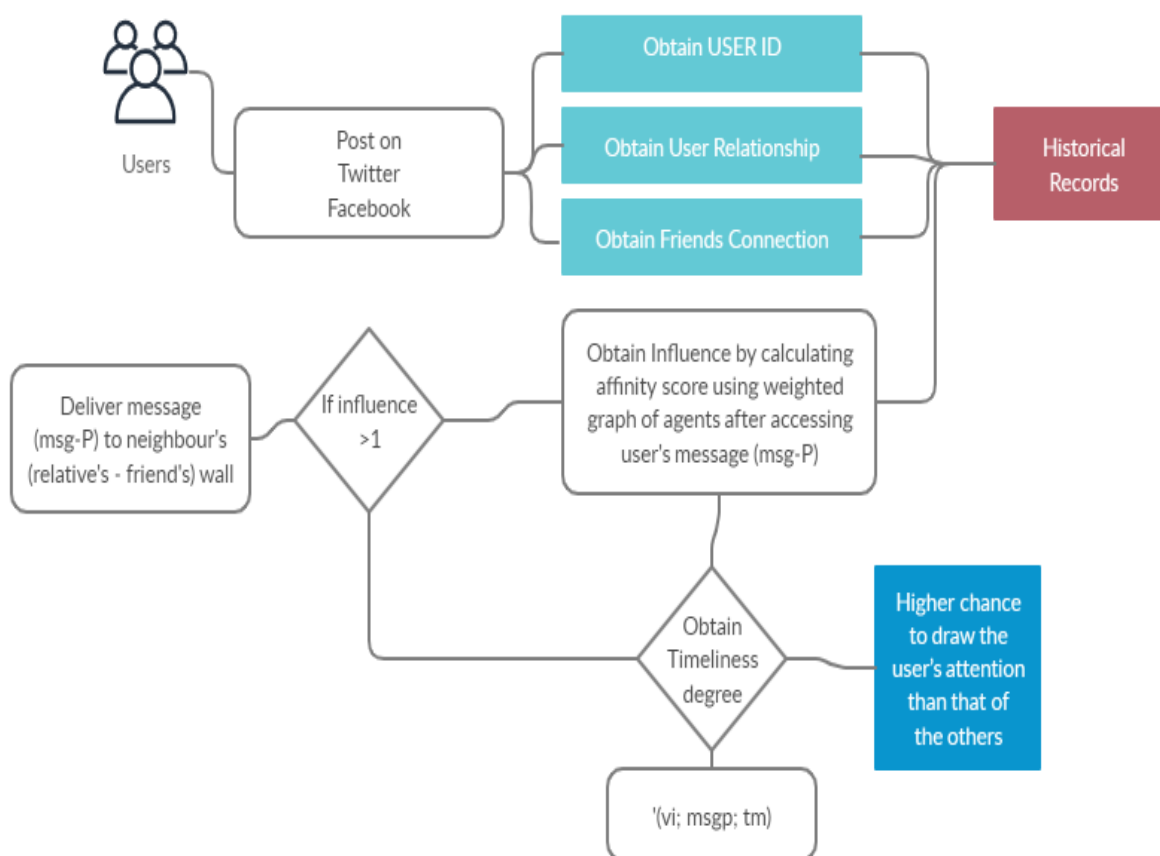 Users
Post on
Twitter
Facebook
Obtain USER ID
Obtain User Relationship
Obtain Friends Connection
Historical
Records
Deliver message
(msg-P) to neighbour's
(relative's - friend's) wall
If influence
>1
Obtain Influence by calculating
affinity score using weighted
graph of agents after accessing
user's message (msg-P)
Obtain
Timeliness
degree
Higher chance
to draw the
user's attention
than that of
the others
'(vi; msgp; tm)